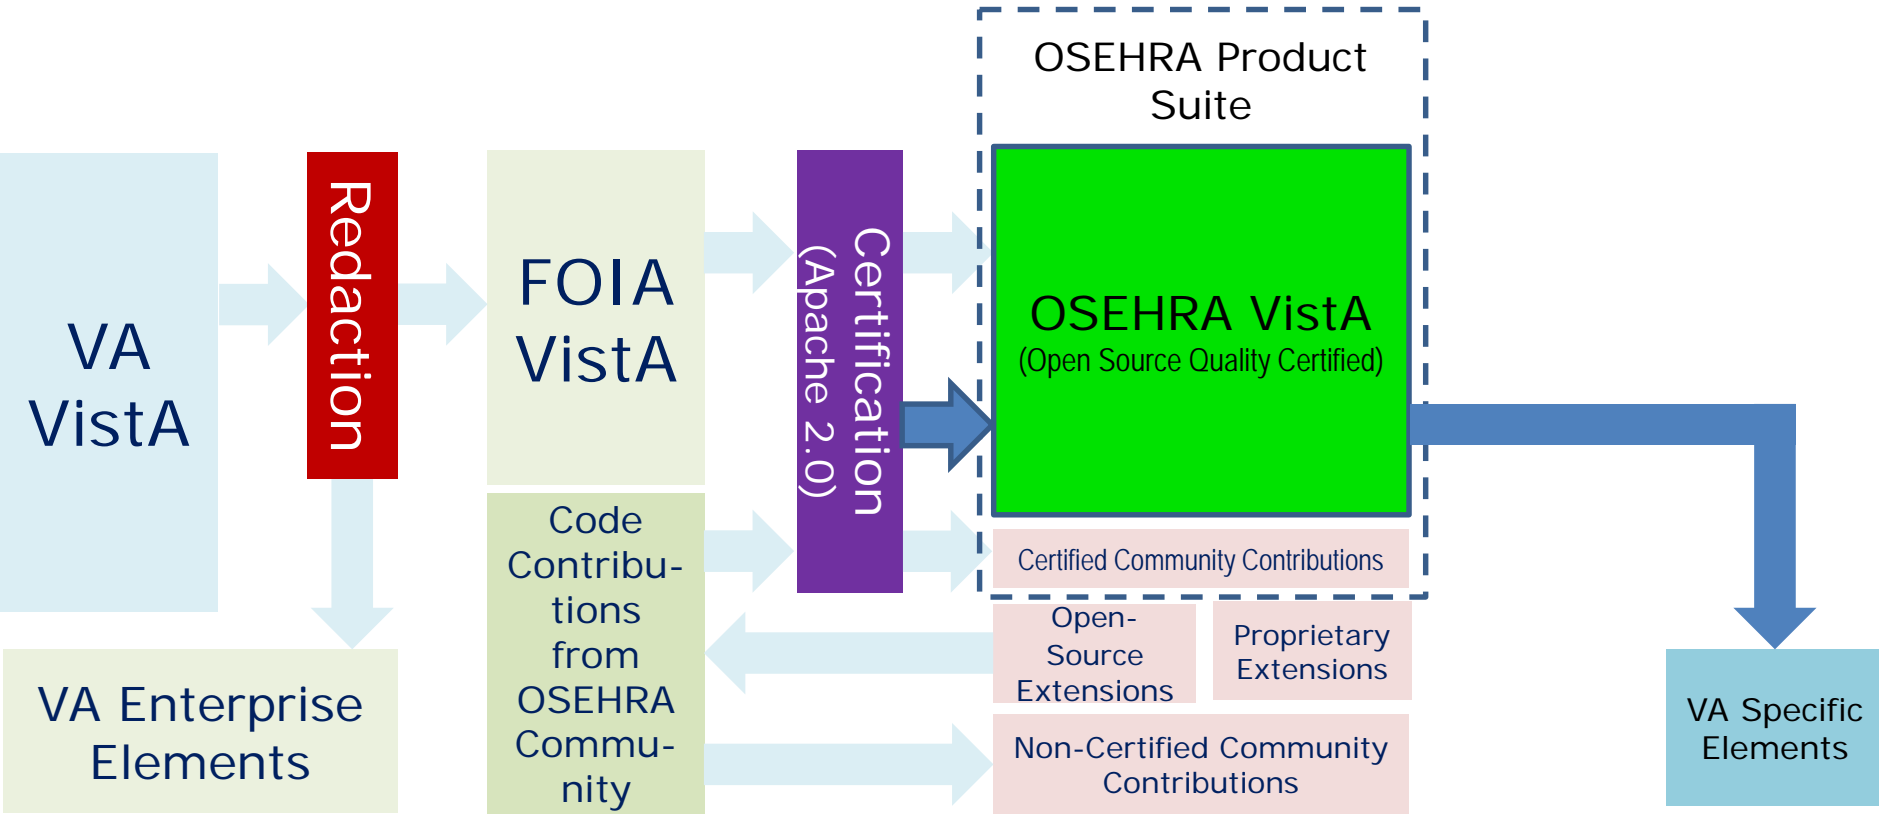 VA
VistA
Redaction
VA Enterprise
Elements
FOIA
VistA
Code
Contribu-
tions
from
OSEHRA
Commu-
nity
Certification
(Apache 2.0)
OSEHRA Product
Suite
OSEHRA VistA
(Open Source Quality Certified)
Certified Community Contributions
Open-
Source
Extensions
Proprietary
Extensions
Non-Certified Community
Contributions
VA Specific
Elements